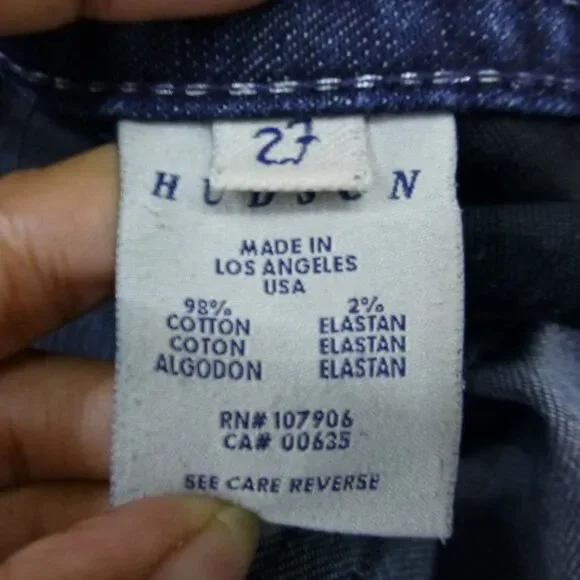 27
HUDSON
MADE IN
LOS ANGELES
USA
98% 2%
COTTON ELASTAN
COTON ELASTAN
ALGODON ELASTAN
RN# 107906
CA# 00635
SEE CARE REVERSE